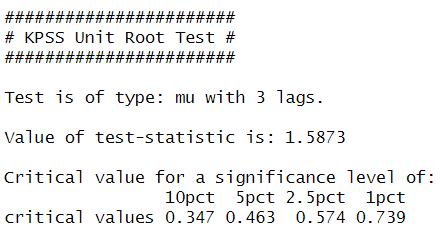 #######################
# KPSS Unit Root Test #
#######################
Test is of type: mu with 3 lags.
Value of test-statistic is: 1.5873
Critical value for a significance level of:
10pct 5pct 2.5pct 1pct
critical values 0.347 0.463 0.574 0.739